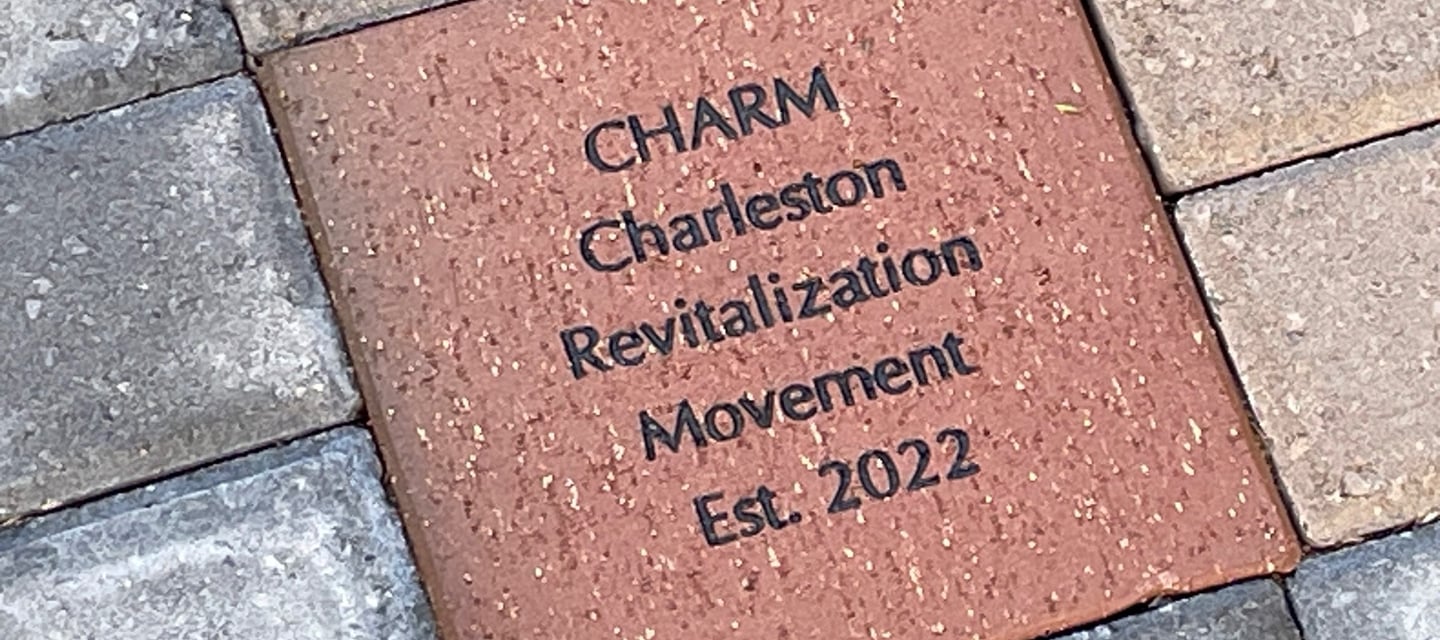 CHARM
Charleston
Revitalization
Movement
Est. 2022